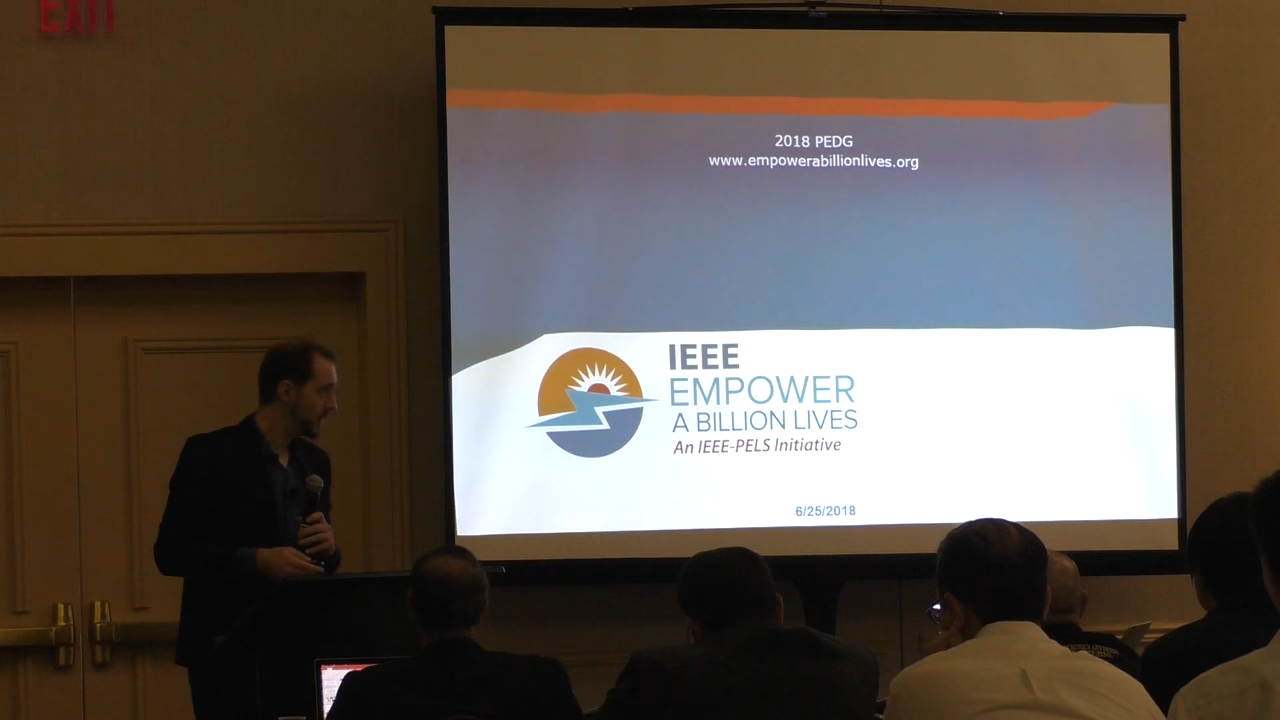 EXIT
2018 PEDG
www.empowerabillionlives.org
IEEE
EMPOWER
A BILLION LIVES
An IEEE-PELS Initiative
6/25/2018